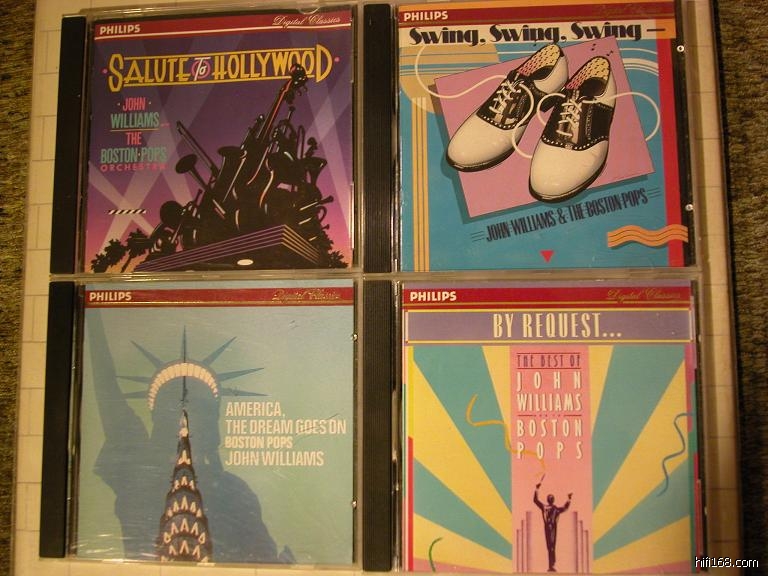 PHILIPS Digital Classics
SALUTE To HOLLYWOOD
JOHN
WILLIAMS
THE
BOSTON·POPS
ORCHESTRA
PHILIPS Digital Classics
Swing, Swing, Swing —
JOHN WILLIAMS & THE BOSTON POPS
PHILIPS Digital Classics
AMERICA,
THE DREAM GOES ON
BOSTON POPS
JOHN WILLIAMS
PHILIPS Digital Classics
BY REQUEST...
THE BEST OF
JOHN
WILLIAMS
BOSTON
POPS
hifi168.com